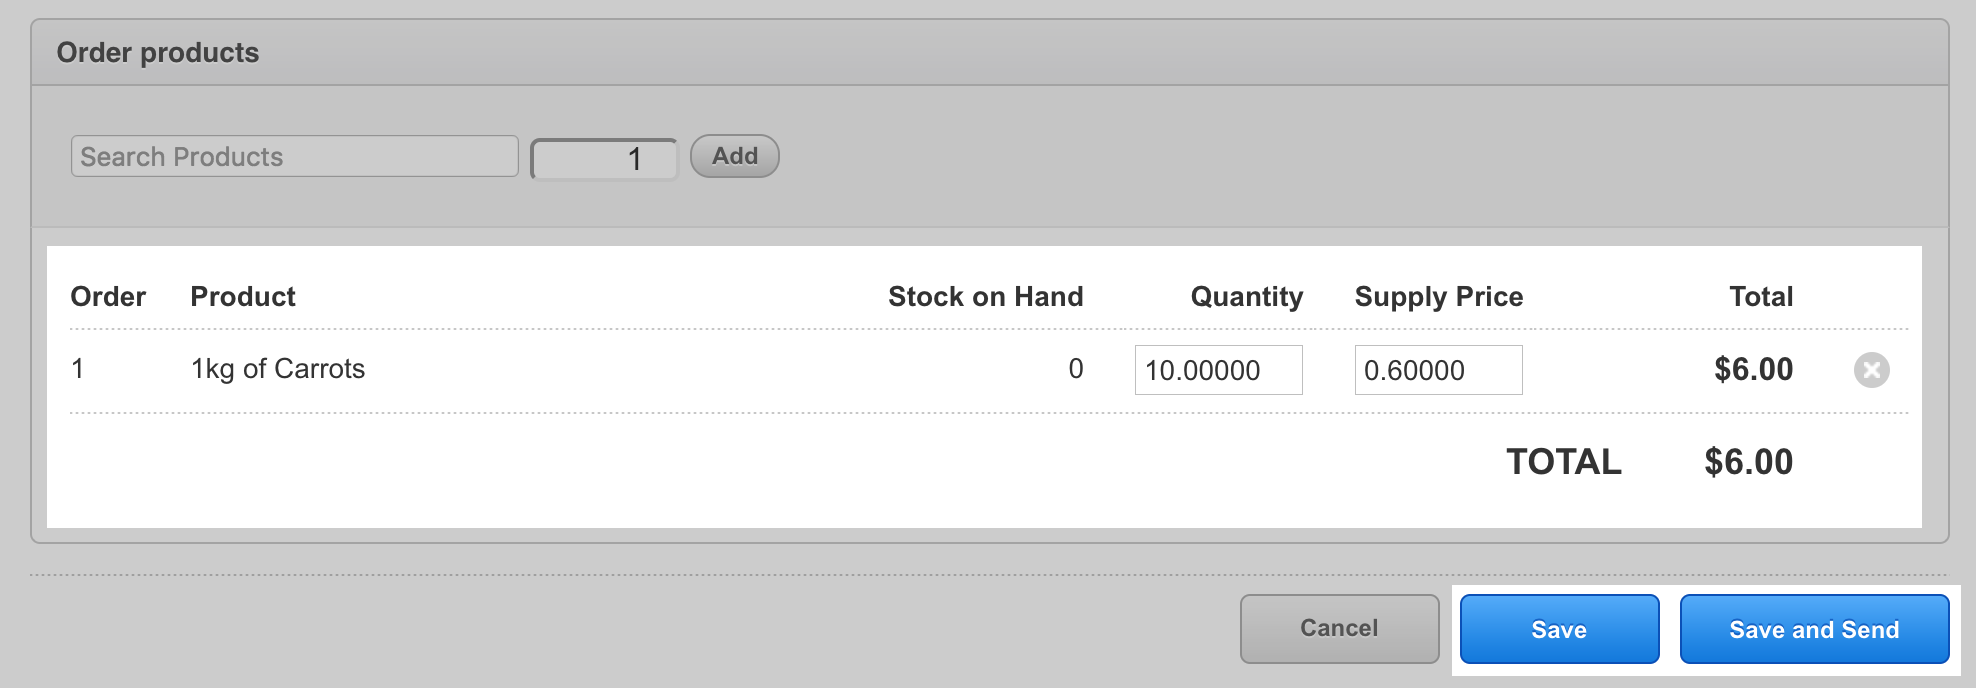 Order products
Search Products 1 Add
Order Product Stock on Hand Quantity Supply Price Total
1 1kg of Carrots 0 10.00000 0.60000 $6.00
TOTAL $6.00
Cancel Save Save and Send